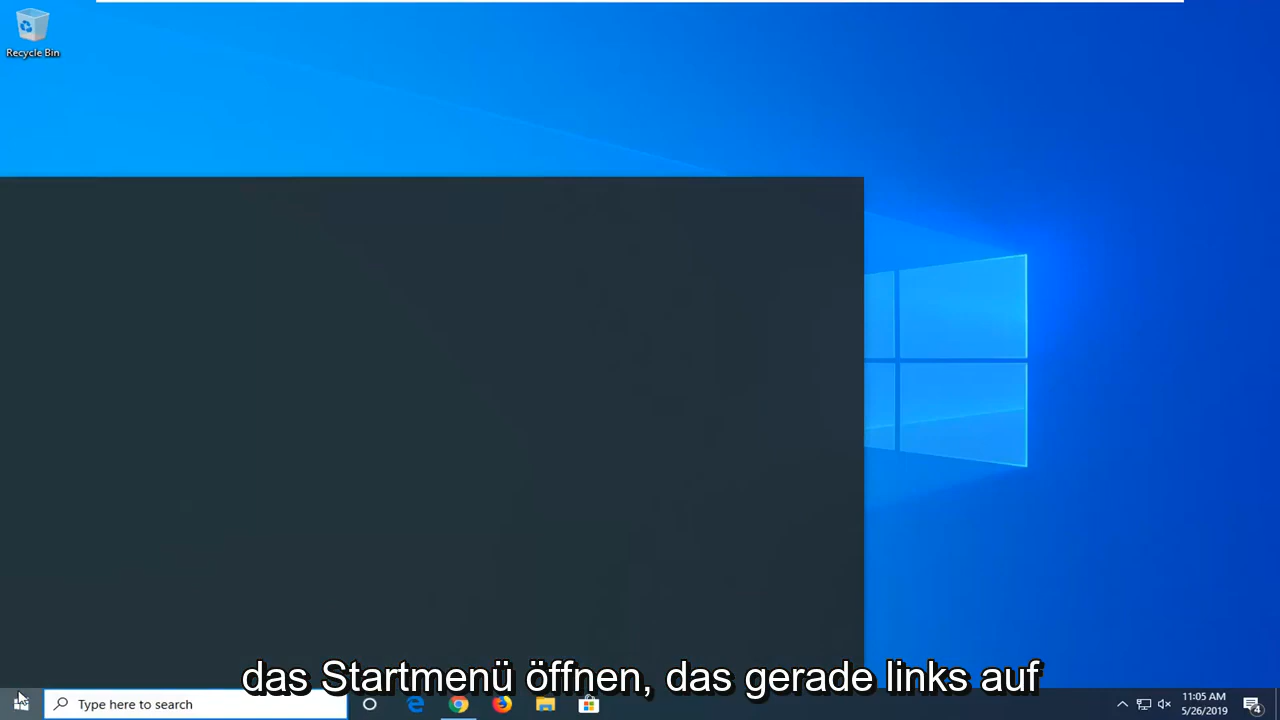 Recycle Bin
das Startmenü öffnen, das gerade links auf
Type here to search
11:05 AM
5/26/2019
4